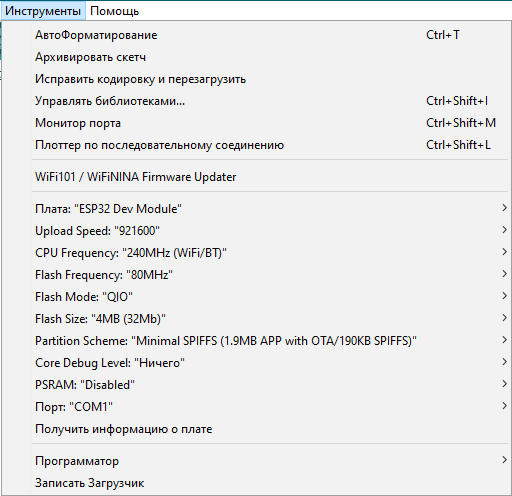 Инструменты Помощь
АвтоФорматирование Ctrl+T
Архивировать скетч
Исправить кодировку и перезагрузить
Управлять библиотеками... Ctrl+Shift+I
Монитор порта Ctrl+Shift+M
Плоттер по последовательному соединению Ctrl+Shift+L
WiFi101 / WiFiNINA Firmware Updater
Плата: "ESP32 Dev Module"
Upload Speed: "921600"
CPU Frequency: "240MHz (WiFi/BT)"
Flash Frequency: "80MHz"
Flash Mode: "QIO"
Flash Size: "4MB (32Mb)"
Partition Scheme: "Minimal SPIFFS (1.9MB APP with OTA/190KB SPIFFS)"
Core Debug Level: "Ничего"
PSRAM: "Disabled"
Порт: "COM1"
Получить информацию о плате
Программатор
Записать Загрузчик